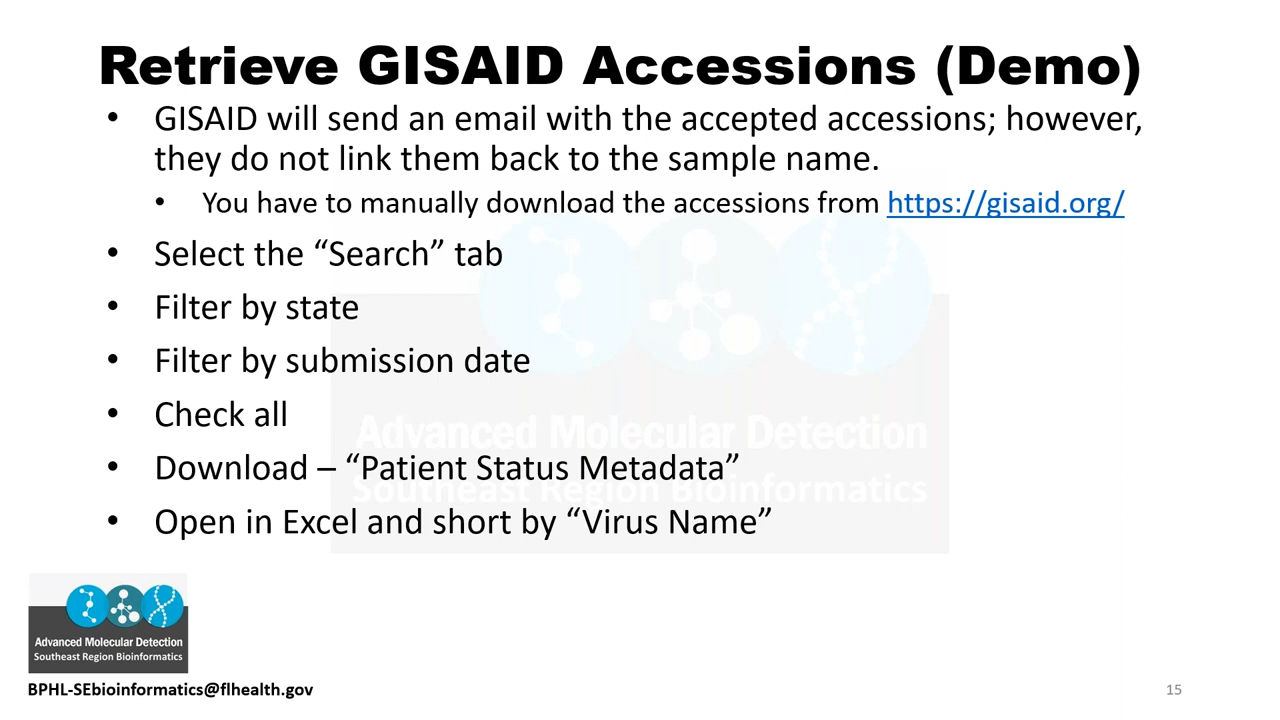 Retrieve GISAID Accessions (Demo)
• GISAID will send an email with the accepted accessions; however,
they do not link them back to the sample name.
• You have to manually download the accessions from https://gisaid.org/
• Select the “Search” tab
• Filter by state
• Filter by submission date
• Check all
• Download – “Patient Status Metadata”
• Open in Excel and short by “Virus Name”
Advanced Molecular Detection
Southeast Region Bioinformatics
Advanced Molecular Detection
Southeast Region Bioinformatics
BPHL-SEbioinformatics@flhealth.gov
15